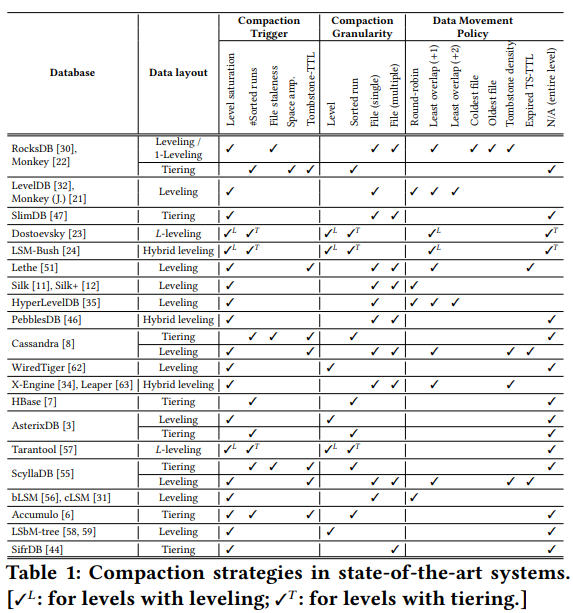 Database Data layout Compaction Trigger Compaction Granularity Data Movement Policy
Level saturation
#Sorted runs
File staleness
Space amp.
Tombstone-TTL
Level
Sorted run
File (single)
File (multiple)
Round-robin
Least overlap (+1)
Least overlap (+2)
Coldest file
Oldest file
Tombstone density
Expired TS-TTL
N/A (entire level)
RocksDB [30], Leveling / ✓ ✓ ✓ ✓ ✓ ✓ ✓ ✓
Monkey [22] 1-Leveling
Tiering ✓ ✓ ✓ ✓ ✓
LevelDB [32], Leveling ✓ ✓ ✓ ✓ ✓
Monkey (J.) [21]
SlimDB [47] Tiering ✓ ✓ ✓ ✓
Dostoevsky [23] L-leveling ✓L ✓T ✓L ✓T ✓L ✓T
LSM-Bush [24] Hybrid leveling ✓L ✓T ✓L ✓T ✓L ✓T
Lethe [51] Leveling ✓ ✓ ✓ ✓ ✓ ✓
Silk [11], Silk+ [12] Leveling ✓ ✓ ✓ ✓
HyperLevelDB [35] Leveling ✓ ✓ ✓ ✓ ✓
PebblesDB [46] Hybrid leveling ✓ ✓ ✓ ✓
Cassandra [8] Tiering ✓ ✓ ✓ ✓ ✓
Leveling ✓ ✓ ✓ ✓ ✓ ✓ ✓
WiredTiger [62] Leveling ✓ ✓ ✓
X-Engine [34], Leaper [63] Hybrid leveling ✓ ✓ ✓ ✓ ✓
HBase [7] Tiering ✓ ✓ ✓
AsterixDB [3] Leveling ✓ ✓ ✓
Tiering ✓ ✓ ✓
Tarantool [57] L-leveling ✓L ✓T ✓L ✓T ✓
ScyllaDB [55] Tiering ✓ ✓ ✓ ✓ ✓
Leveling ✓ ✓ ✓ ✓ ✓ ✓ ✓
bLSM [56], cLSM [31] Leveling ✓ ✓ ✓
Accumulo [6] Tiering ✓ ✓ ✓ ✓ ✓
LSbM-tree [58, 59] Leveling ✓ ✓ ✓
SifrDB [44] Tiering ✓ ✓ ✓
Table 1: Compaction strategies in state-of-the-art systems.
[✓L: for levels with leveling; ✓T: for levels with tiering.]